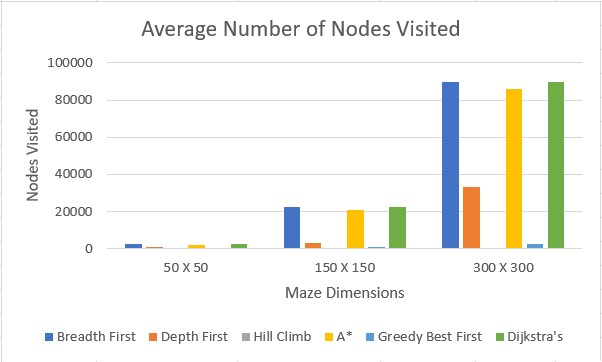 Average Number of Nodes Visited
100000
80000
60000
40000
20000
0
Nodes Visited
50 X 50 150 X 150 300 X 300
Maze Dimensions
Breadth First Depth First Hill Climb A* Greedy Best First Dijkstra's